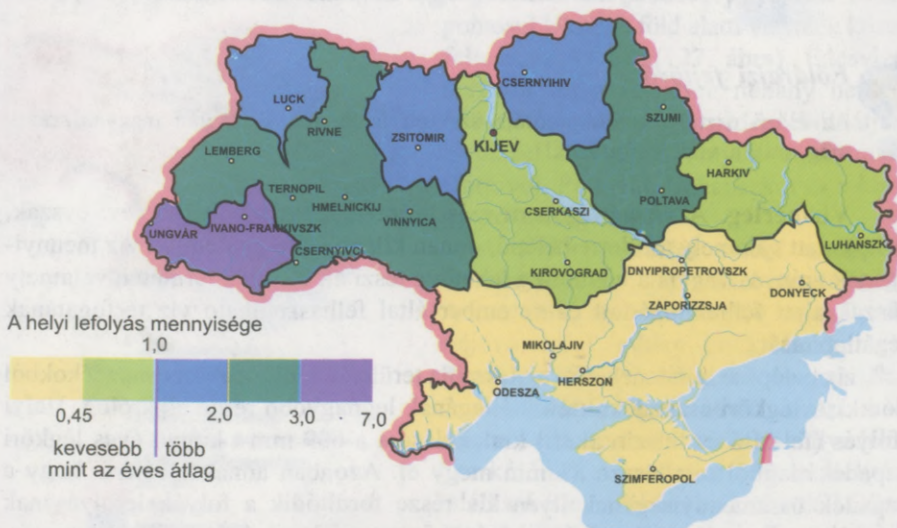 CSERNYIHIV
LUCK
RIVNE
SZUMI
ZSITOMIR
KIJEV
LEMBERG
HARKIV
TERNOPIL
HMELNICKIJ
POLTAVA
CSERKASZI
VINNYICA
IVANO-FRANKIVSZK
UNGVÁR
CSERNYIVCI
LUHANSZK
KIROVOGRAD
DNYIPROPETROVSZK
DONYECK
ZAPORIZZSJA
A helyi lefolyás mennyisége
1,0
MIKOLAJIV
HERSZON
ODESZA
0,45 2,0 3,0 7,0
kevesebb több
mint az éves átlag
SZIMFEROPOL